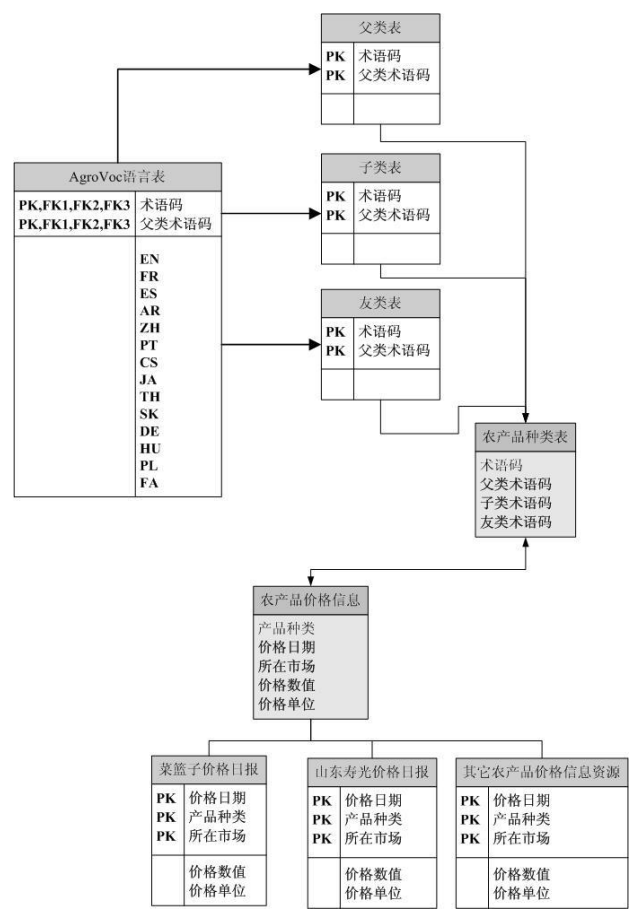 父类表
PK 术语码
PK 父类术语码
AgroVoc语言表
PK,FK1,FK2,FK3 术语码
PK,FK1,FK2,FK3 父类术语码
EN
FR
ES
AR
ZH
PT
CS
JA
TH
SK
DE
HU
PL
FA
子类表
PK 术语码
PK 父类术语码
友类表
PK 术语码
PK 父类术语码
农产品种类表
术语码
父类术语码
子类术语码
友类术语码
农产品价格信息
产品种类
价格日期
所在市场
价格数值
价格单位
菜篮子价格日报
PK 价格日期
PK 产品种类
PK 所在市场
价格数值
价格单位
山东寿光价格日报
PK 价格日期
PK 产品种类
PK 所在市场
价格数值
价格单位
其它农产品价格信息资源
PK 价格日期
PK 产品种类
PK 所在市场
价格数值
价格单位